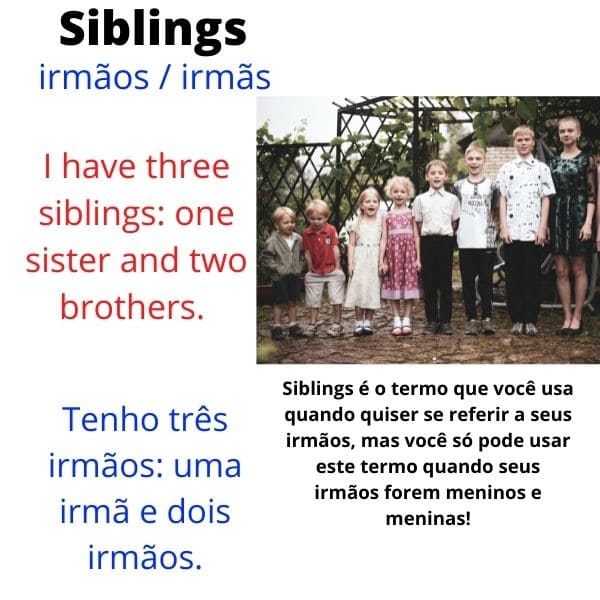 Siblings
irmãos / irmãs
I have three
siblings: one
sister and two
brothers.
Tenho três
irmãos: uma
irmã e dois
irmãos.
Siblings é o termo que você usa
quando quiser se referir a seus
irmãos, mas você só pode usar
este termo quando seus
irmãos forem meninos e
meninas!